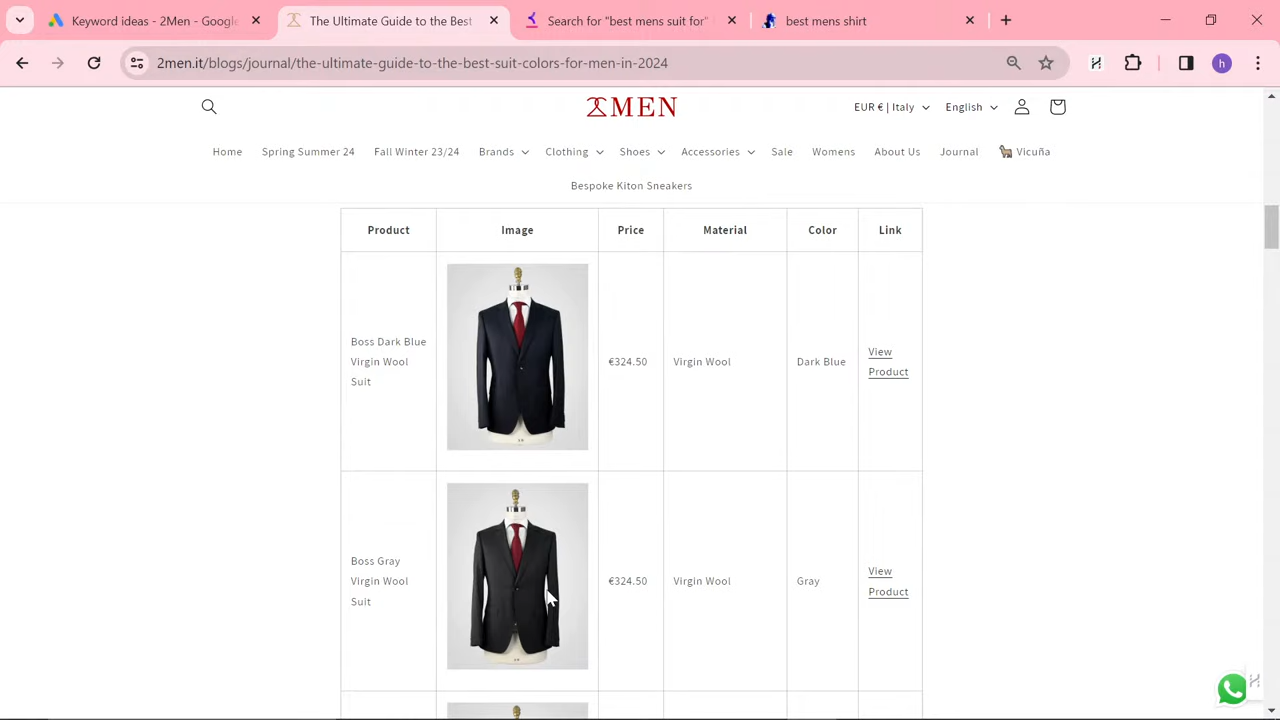 Keyword ideas - 2Men - Google
The Ultimate Guide to the Best
Search for "best mens suit for"
best mens shirt
2men.it/blogs/journal/the-ultimate-guide-to-the-best-suit-colors-for-men-in-2024
h
MEN
EUR € | Italy
English
Home
Spring Summer 24
Fall Winter 23/24
Brands
Clothing
Shoes
Accessories
Sale
Womens
About Us
Journal
Vicuña
Bespoke Kiton Sneakers
Product
Image
Price
Material
Color
Link
Boss Dark Blue
Virgin Wool
Suit
€324.50
Virgin Wool
Dark Blue
View
Product
Boss Gray
Virgin Wool
Suit
€324.50
Virgin Wool
Gray
View
Product